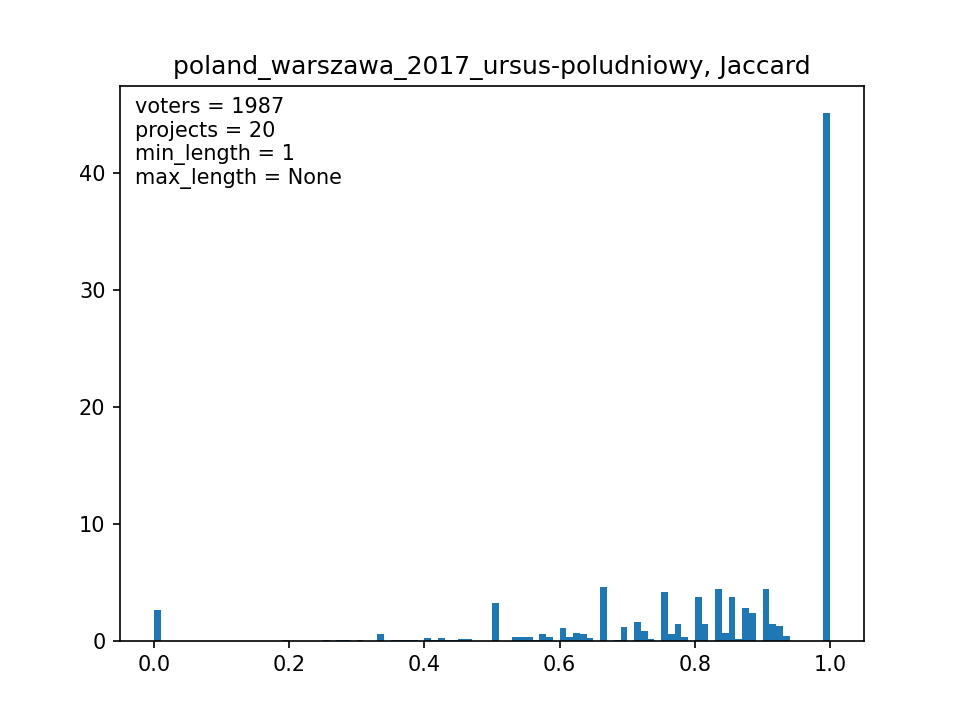 poland_warszawa_2017_ursus-poludniowy, Jaccard
voters = 1987
projects = 20
min_length = 1
max_length = None
40
30
20
10
0
0.0 0.2 0.4 0.6 0.8 1.0